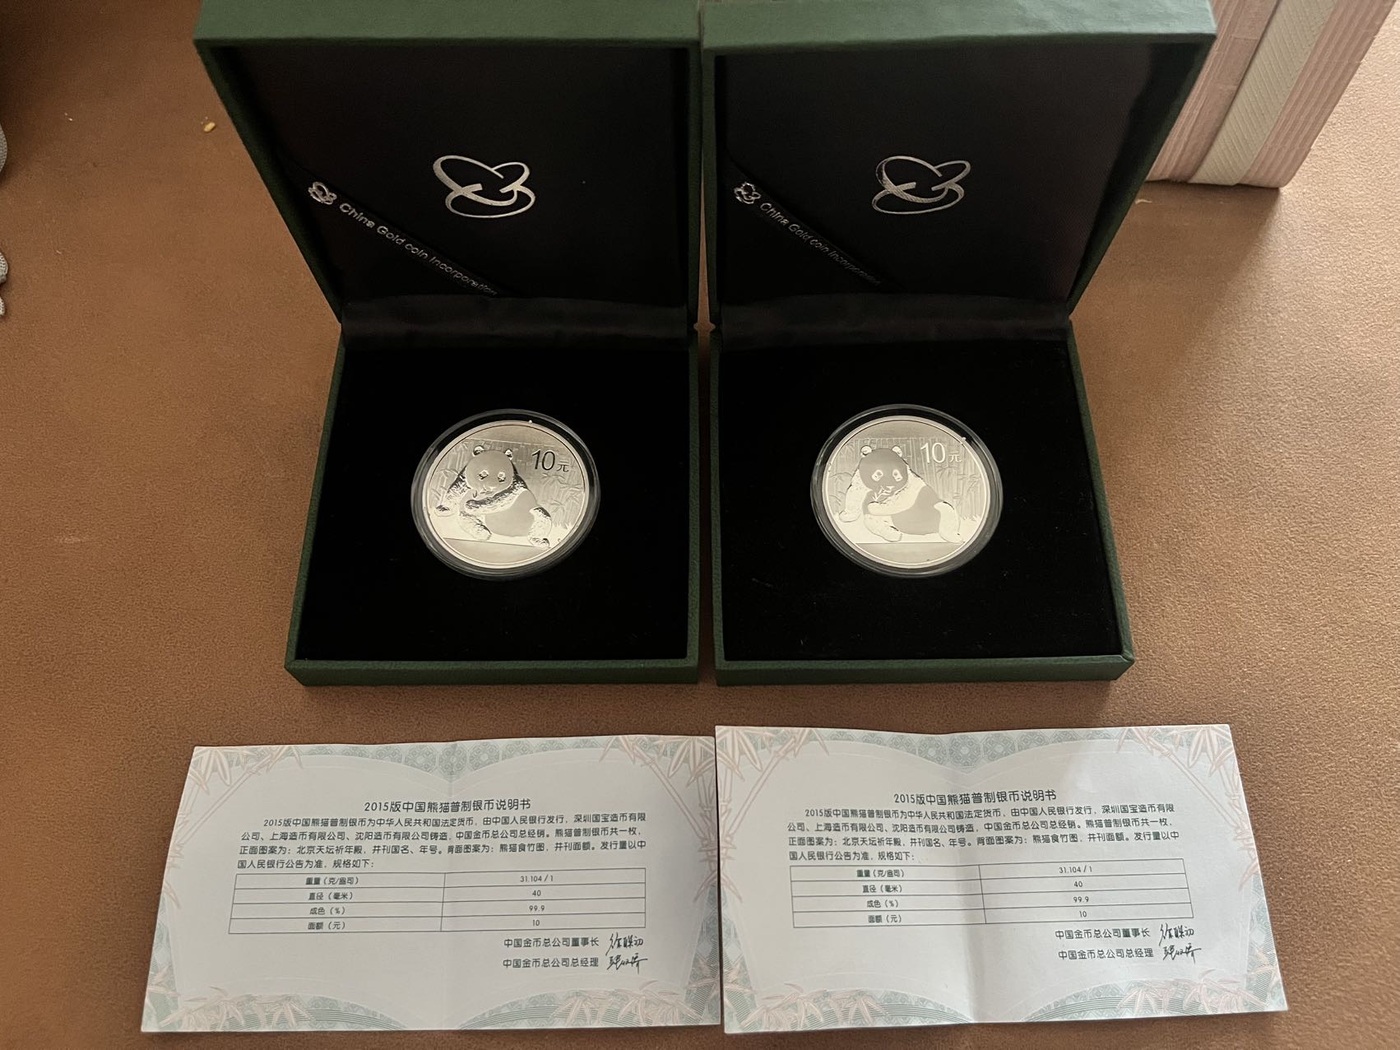 China Gold coin Incorporation
China Gold coin Incorporation
10元
10元
2015版中国熊猫普制银币说明书
2015版中国熊猫普制银币为中华人民共和国法定货币，由中国人民银行发行，深圳国宝造币有限
公司、上海造币有限公司、沈阳造币有限公司铸造，中国金币总公司总经销。熊猫普制银币共一枚，
正面图案为：北京天坛祈年殿，并刊国名、年号。背面图案为：熊猫食竹图，并刊面额。发行量以中
国人民银行公告为准，规格如下：
重量（克/盎司） 31.104 / 1
直径（毫米） 40
成色（%） 99.9
面额（元） 10
中国金币总公司董事长
中国金币总公司总经理
2015版中国熊猫普制银币说明书
2015版中国熊猫普制银币为中华人民共和国法定货币，由中国人民银行发行，深圳国宝造币有限
公司、上海造币有限公司、沈阳造币有限公司铸造，中国金币总公司总经销。熊猫普制银币共一枚，
正面图案为：北京天坛祈年殿，并刊国名、年号。背面图案为：熊猫食竹图，并刊面额。发行量以中
国人民银行公告为准，规格如下：
重量（克/盎司） 31.104 / 1
直径（毫米） 40
成色（%） 99.9
面额（元） 10
中国金币总公司董事长
中国金币总公司总经理